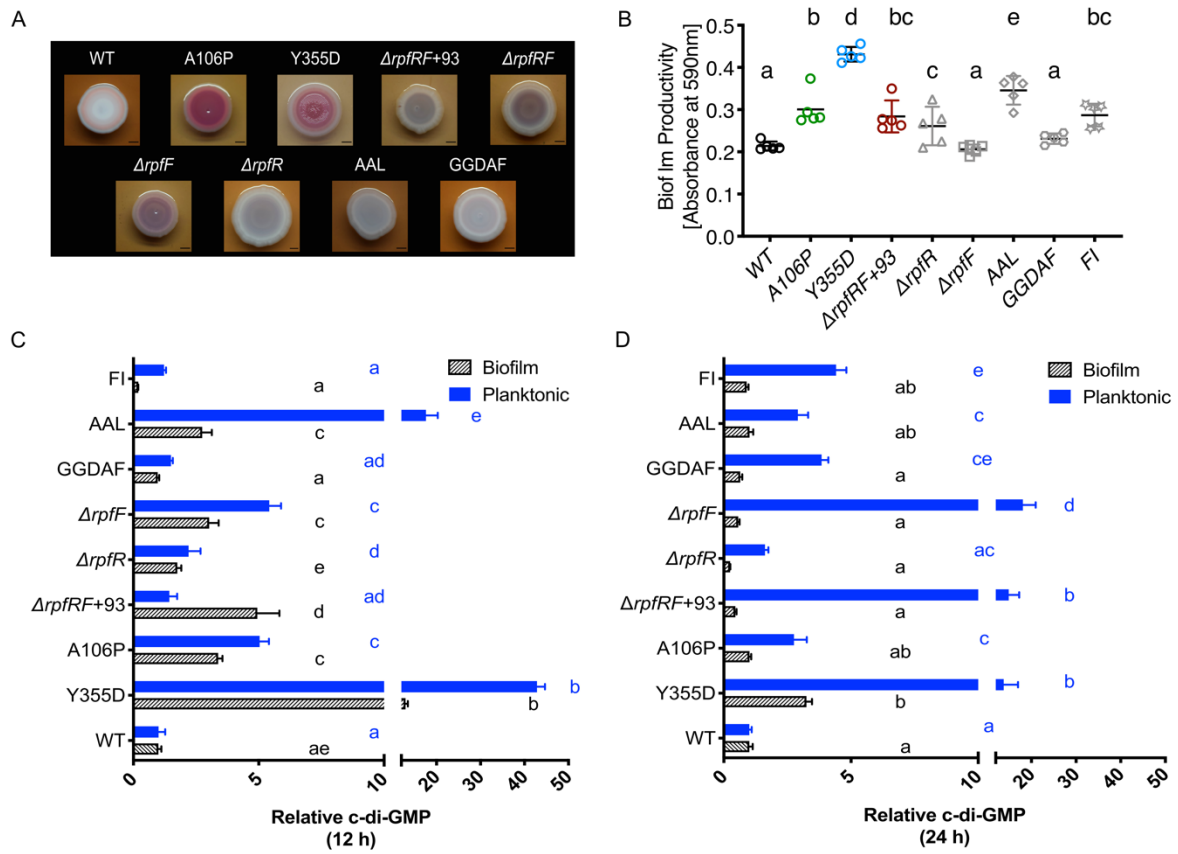 A
WT A106P Y355D ΔrpfRF+93 ΔrpfRF
ΔrpfF ΔrpfR AAL GGDAF
B
a b d bc c a e a bc
0.5
0.4
0.3
0.2
0.1
0.0
Biof lm Productivity
[Absorbance at 590nm]
WT A106P Y355D ΔrpfRF+93 ΔrpfR ΔrpfF AAL GGDAF FI
C
Biofilm
Planktonic
FI a
a
AAL e
c
GGDAF ad
a
ΔrpfF c
c
ΔrpfR d
e
ΔrpfRF+93 ad
d
A106P c
c
Y355D b
b
WT a
ae
0 5 10 20 30 40 50
Relative c-di-GMP
(12 h)
D
Biofilm
Planktonic
FI e
ab
AAL c
ab
GGDAF ce
a
ΔrpfF d
a
ΔrpfR ac
a
ΔrpfRF+93 b
a
A106P c
ab
Y355D b
b
WT a
a
0 5 10 20 30 40 50
Relative c-di-GMP
(24 h)